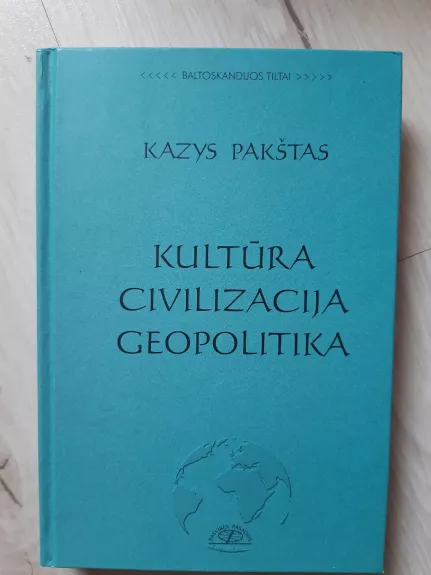 <<<<< BALTOSKANDIJOS TILTAI >>>>>
KAZYS PAKŠTAS
KULTŪRA
CIVILIZACIJA
GEOPOLITIKA